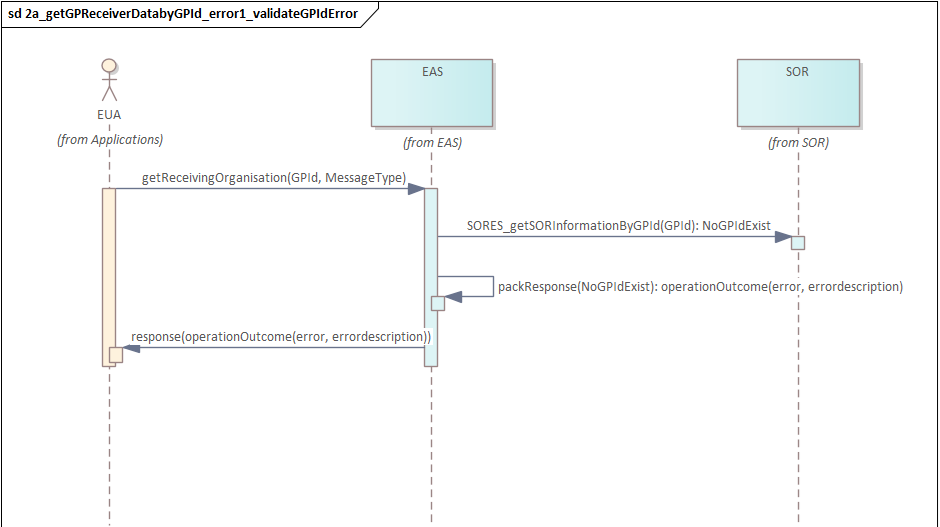 sd 2a_getGPReceiverDatabyGPId_error1_validateGPIdError
EAS
SOR
EUA
(from Applications)
(from EAS)
(from SOR)
getReceivingOrganisation(GPId, MessageType)
SORES_getSORInformationByGPId(GPId): NoGPIdExist
packResponse(NoGPIdExist): operationOutcome(error, errordescription)
response(operationOutcome(error, errordescription))